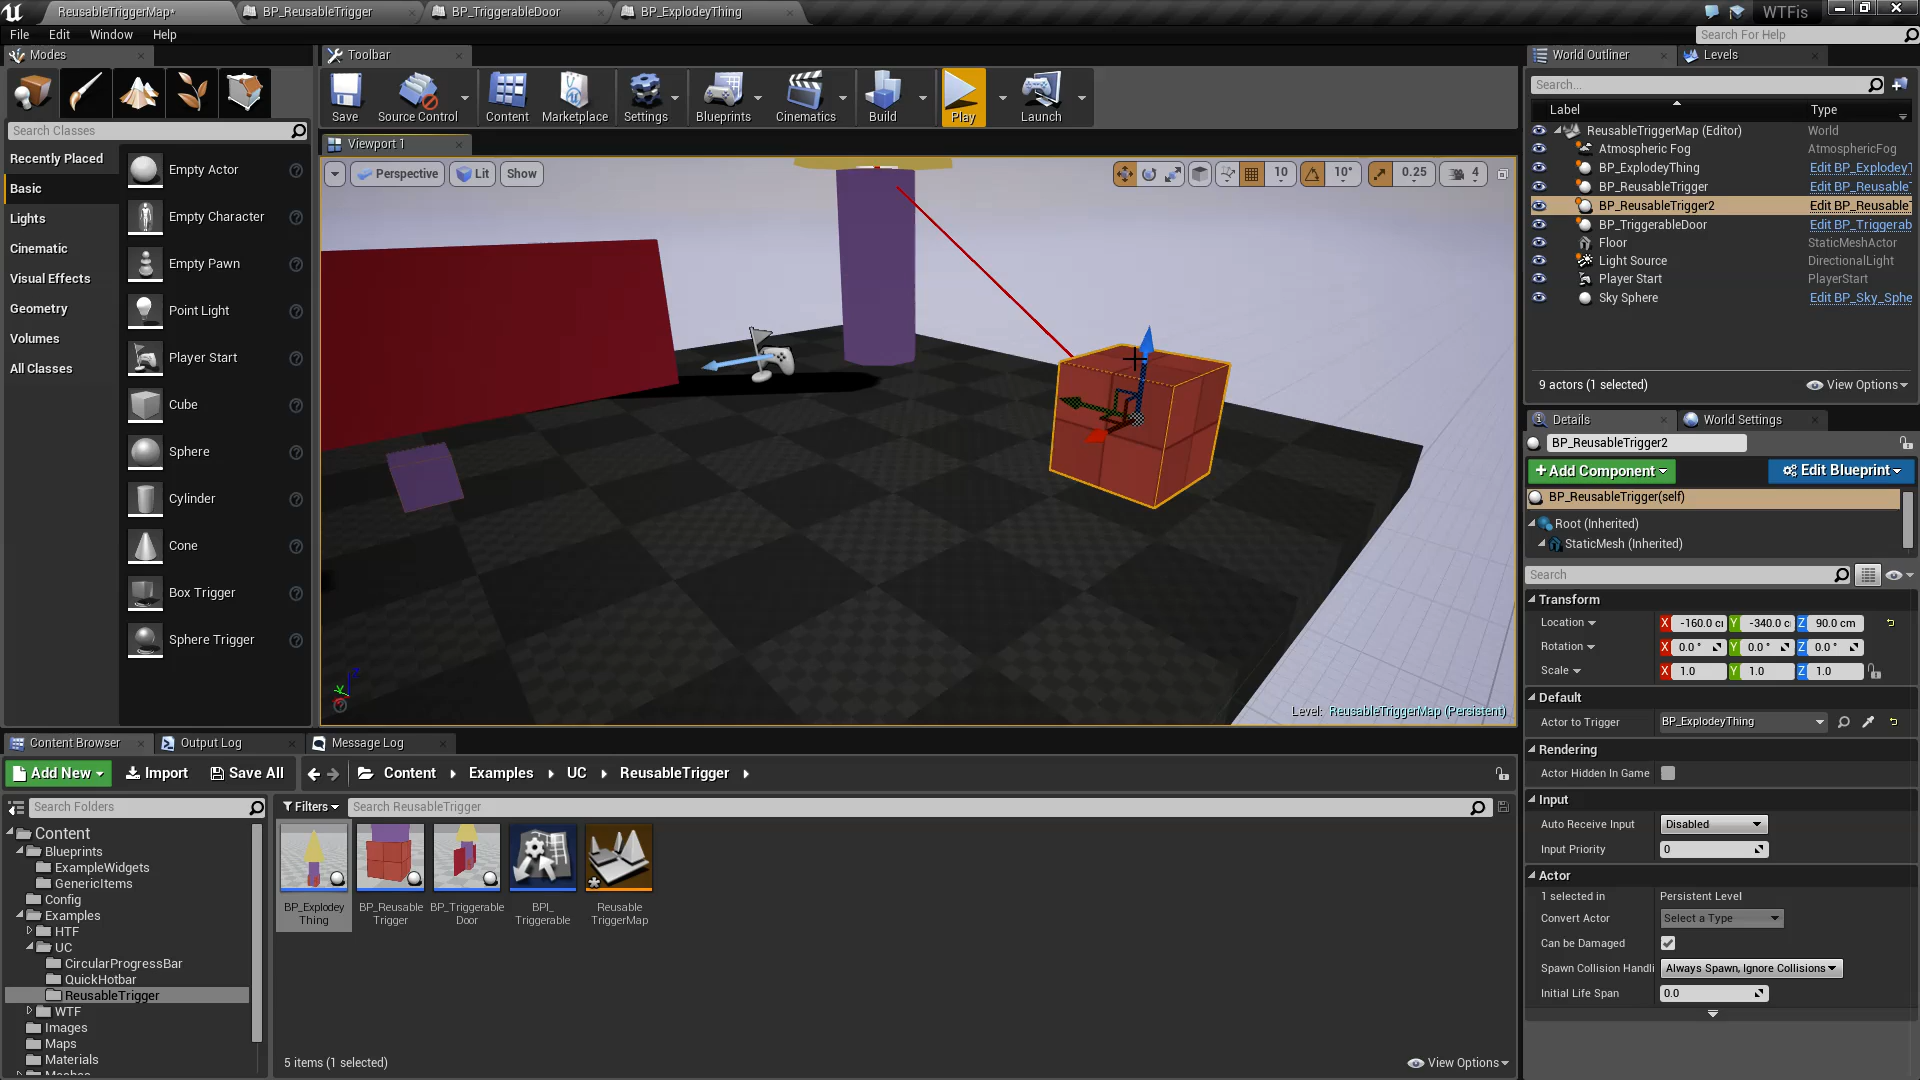 ReusableTriggerMap*
BP_ReusableTrigger
BP_TriggerableDoor
BP_ExplodeyThing
WTFis
File
Edit
Window
Help
Search For Help
Modes
Toolbar
World Outliner
Levels
Search Classes
Recently Placed
Basic
Lights
Cinematic
Visual Effects
Geometry
Volumes
All Classes
Empty Actor
Empty Character
Empty Pawn
Point Light
Player Start
Cube
Sphere
Cylinder
Cone
Box Trigger
Sphere Trigger
Save
Source Control
Content
Marketplace
Settings
Blueprints
Cinematics
Build
Play
Launch
Viewport 1
Perspective
Lit
Show
10
10°
0.25
4
Level: ReusableTriggerMap (Persistent)
Search...
Label
Type
ReusableTriggerMap (Editor)
World
Atmospheric Fog
AtmosphericFog
BP_ExplodeyThing
Edit BP_ExplodeyT
BP_ReusableTrigger
Edit BP_Reusable
BP_ReusableTrigger2
Edit BP_Reusable
BP_TriggerableDoor
Edit BP_Triggerab
Floor
StaticMeshActor
Light Source
DirectionalLight
Player Start
PlayerStart
Sky Sphere
Edit BP_Sky_Sphe
9 actors (1 selected)
View Options
Details
World Settings
BP_ReusableTrigger2
+ Add Component
Edit Blueprint
BP_ReusableTrigger(self)
Root (Inherited)
StaticMesh (Inherited)
Search
Transform
Location
X -160.0 c
Y -340.0 c
Z 90.0 cm
Rotation
X 0.0 °
Y 0.0 °
Z 0.0 °
Scale
X 1.0
Y 1.0
Z 1.0
Default
Actor to Trigger
BP_ExplodeyThing
Rendering
Actor Hidden In Game
Input
Auto Receive Input
Disabled
Input Priority
0
Actor
1 selected in
Persistent Level
Convert Actor
Select a Type
Can be Damaged
Spawn Collision Handli
Always Spawn, Ignore Collisions
Initial Life Span
0.0
Content Browser
Output Log
Message Log
Add New
Import
Save All
Content
Examples
UC
ReusableTrigger
Search Folders
Filters
Search ReusableTrigger
Content
Blueprints
ExampleWidgets
GenericItems
Config
Examples
HTF
UC
CircularProgressBar
QuickHotbar
ReusableTrigger
WTF
Images
Maps
Materials
BP_Explodey
Thing
BP_Reusable
Trigger
BP_Triggerable
Door
BPI_
Triggerable
Reusable
TriggerMap
5 items (1 selected)
View Options